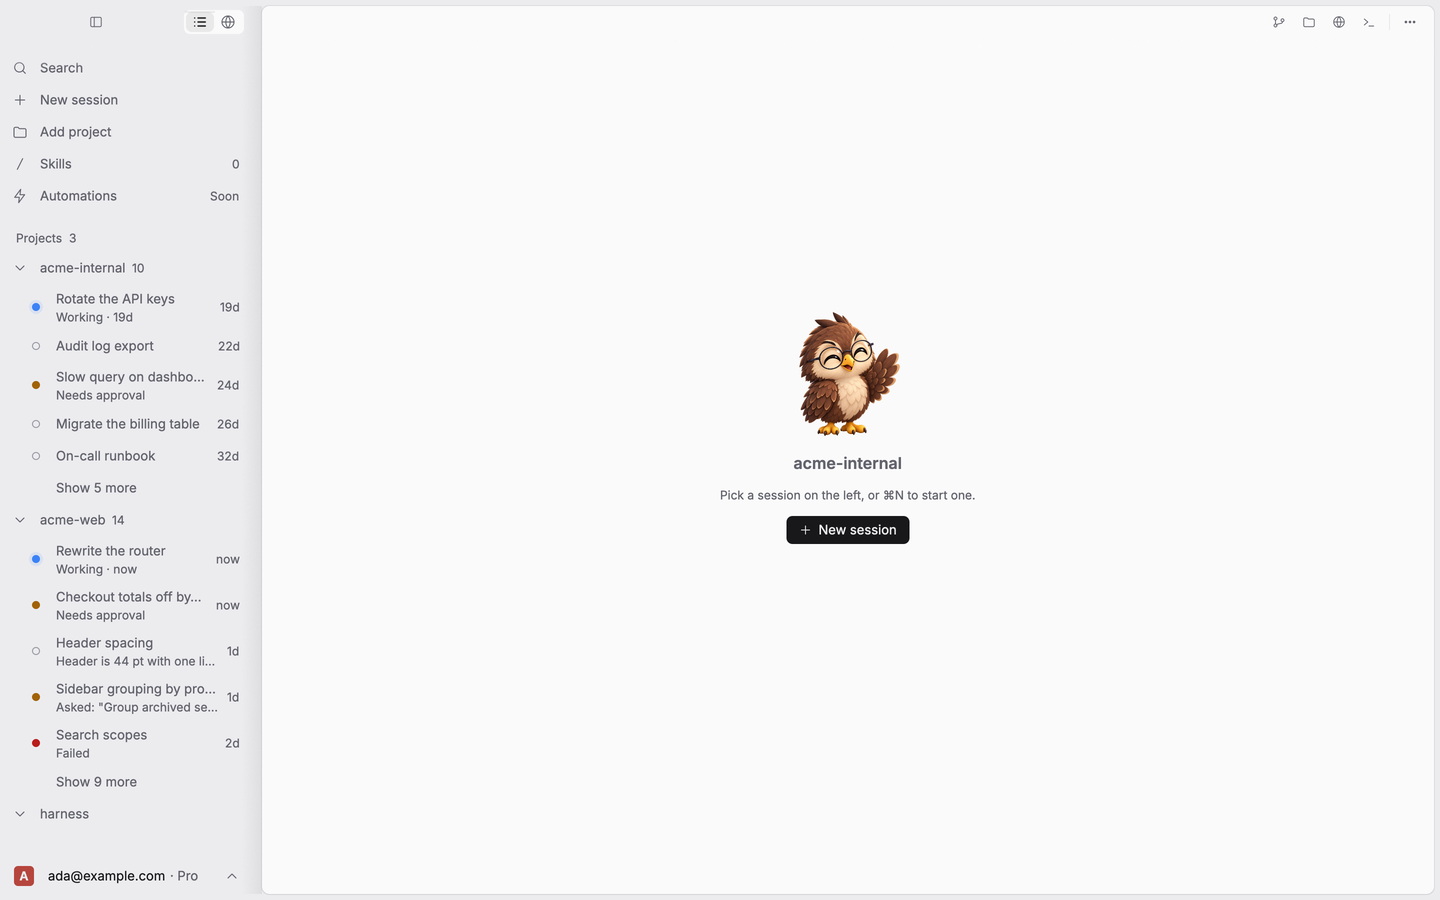 Search
New session
Add project
Skills 0
Automations Soon
Projects 3
acme-internal 10
Rotate the API keys 19d
Working · 19d
Audit log export 22d
Slow query on dashbo... 24d
Needs approval
Migrate the billing table 26d
On-call runbook 32d
Show 5 more
acme-web 14
Rewrite the router now
Working · now
Checkout totals off by... now
Needs approval
Header spacing 1d
Header is 44 pt with one li...
Sidebar grouping by pro... 1d
Asked: "Group archived se...
Search scopes 2d
Failed
Show 9 more
harness
A ada@example.com · Pro
acme-internal
Pick a session on the left, or ⌘N to start one.
New session